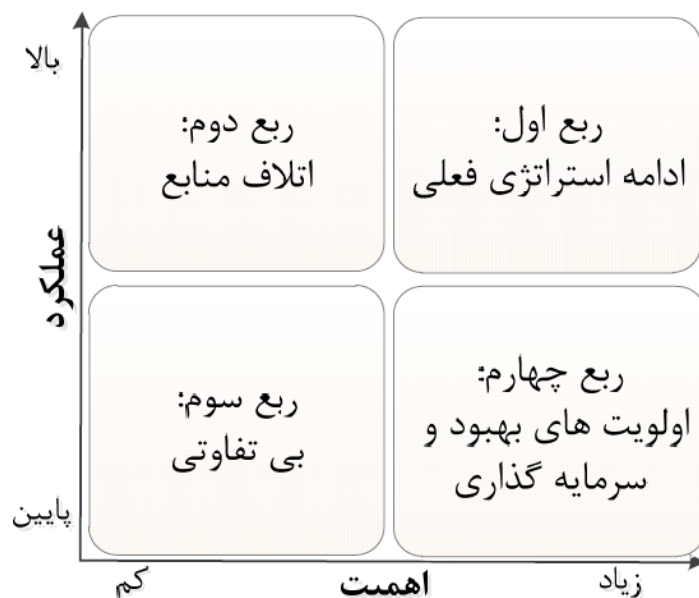 بالا
ربع اول:
ادامه استراتژی فعلی
ربع دوم:
اتلاف منابع
عملکرد
ربع چهارم:
اولویت های بهبود و
سرمایه گذاری
ربع سوم:
بی تفاوتی
پایین
زیاد
اهمیت
کم